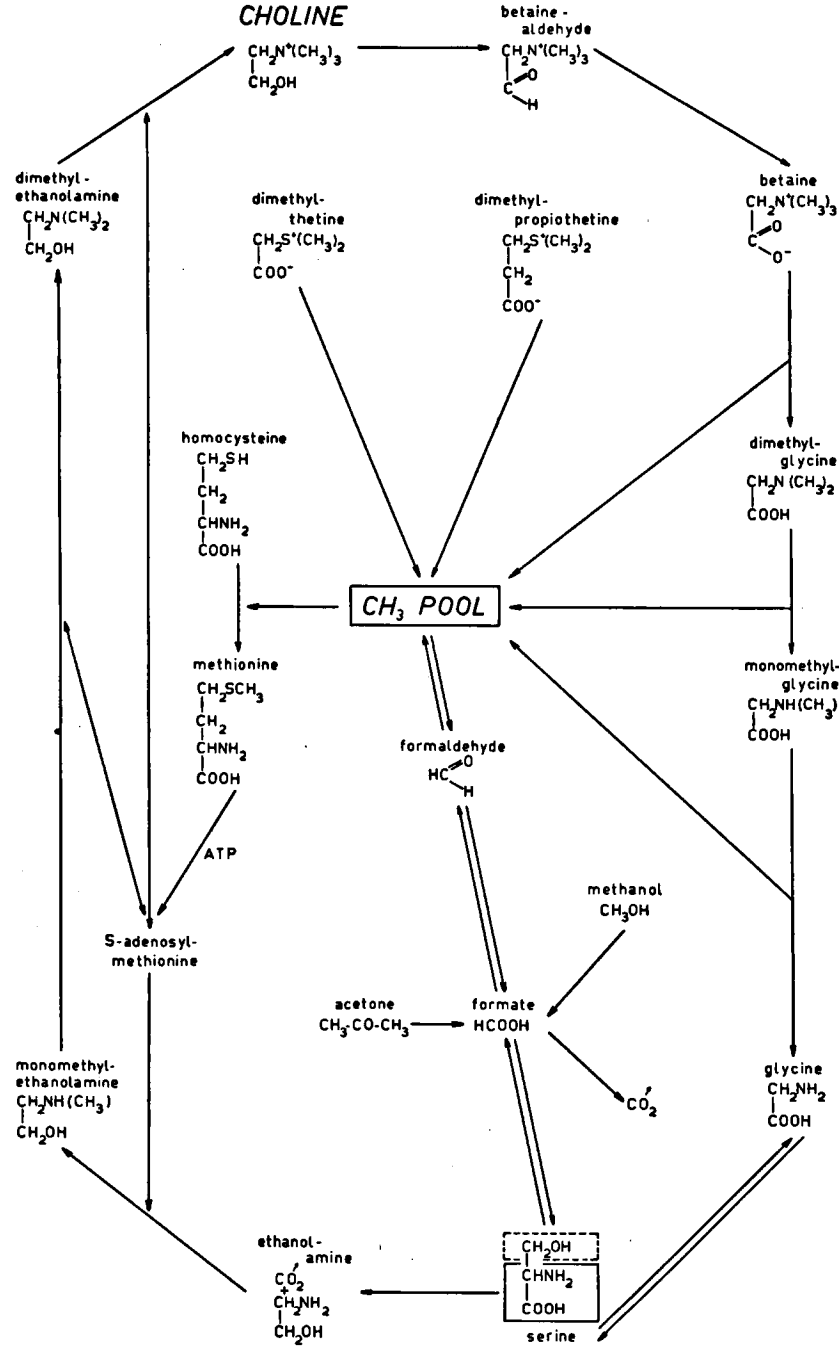 CHOLINE
CH₂N⁺(CH₃)₃
CH₂OH
betaine-
aldehyde
CH₂N⁺(CH₃)₃
C
O
H
dimethyl-
ethanolamine
CH₂N(CH₃)₂
CH₂OH
dimethyl-
thetine
CH₂S⁺(CH₃)₂
COO⁻
dimethyl-
propiothetine
CH₂S⁺(CH₃)₂
CH₂
COO⁻
betaine
CH₂N⁺(CH₃)₃
C
O
O⁻
homocysteine
CH₂SH
CH₂
CHNH₂
COOH
dimethyl-
glycine
CH₂N(CH₃)₂
COOH
CH₃ POOL
methionine
CH₂SCH₃
CH₂
CHNH₂
COOH
monomethyl-
glycine
CH₂NH(CH₃)
COOH
formaldehyde
HC
O
H
ATP
methanol
CH₃OH
S-adenosyl-
methionine
acetone
CH₃-CO-CH₃
formate
HCOOH
CO₂
monomethyl-
ethanolamine
CH₂NH(CH₃)
CH₂OH
glycine
CH₂NH₂
COOH
ethanol-
amine
CO₂
+
CH₂NH₂
CH₂OH
CH₂OH
CHNH₂
COOH
serine